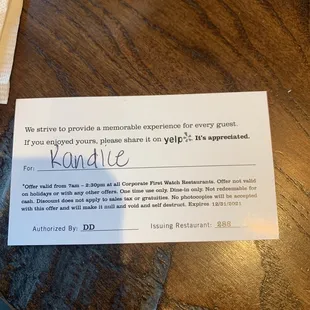 We strive to provide a memorable experience for every guest.
If you enjoyed yours, please share it on yelp It's appreciated.
For: Kandice
*Offer valid from 7am - 2:30pm at all Corporate First Watch Restaurants. Offer not valid
on holidays or with any other offers. One time use only. Dine-in only. Not redeemable for
cash. Discount does not apply to sales tax or gratuities. No photocopies will be accepted
with this offer and will make it null and void and self destruct. Expires 12/31/2021
Authorized By: DD Issuing Restaurant: